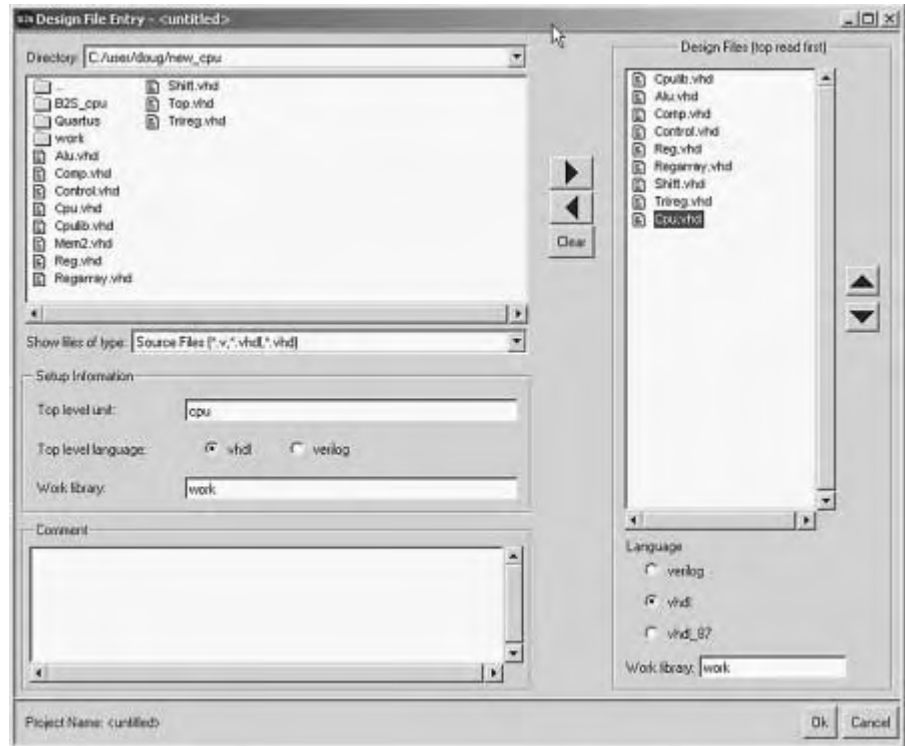 Design File Entry - <untitled>
Directory: C:/user/doug/new_cpu
..
B2S_cpu
Quartus
work
Alu.vhd
Comp.vhd
Control.vhd
Cpu.vhd
Cpulib.vhd
Mem2.vhd
Reg.vhd
Regarray.vhd
Shift.vhd
Top.vhd
Trireg.vhd
Show files of type: Source Files (*.v,*.vhdl,*.vhd)
Setup Information
Top level unit: cpu
Top level language: vhdl verilog
Work library: work
Comment
Clear
Design Files (top read first)
Cpulib.vhd
Alu.vhd
Comp.vhd
Control.vhd
Reg.vhd
Regarray.vhd
Shift.vhd
Trireg.vhd
Cpu.vhd
Language
verilog
vhdl
vhdl_87
Work library: work
Project Name: <untitled>
Ok Cancel